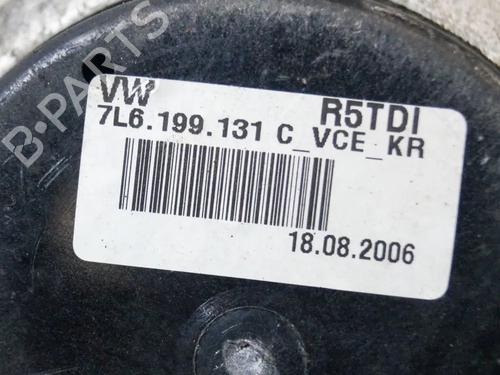 B-PARTS
VW R5TDI
7L6.199.131 C_VCE_KR
18.08.2006